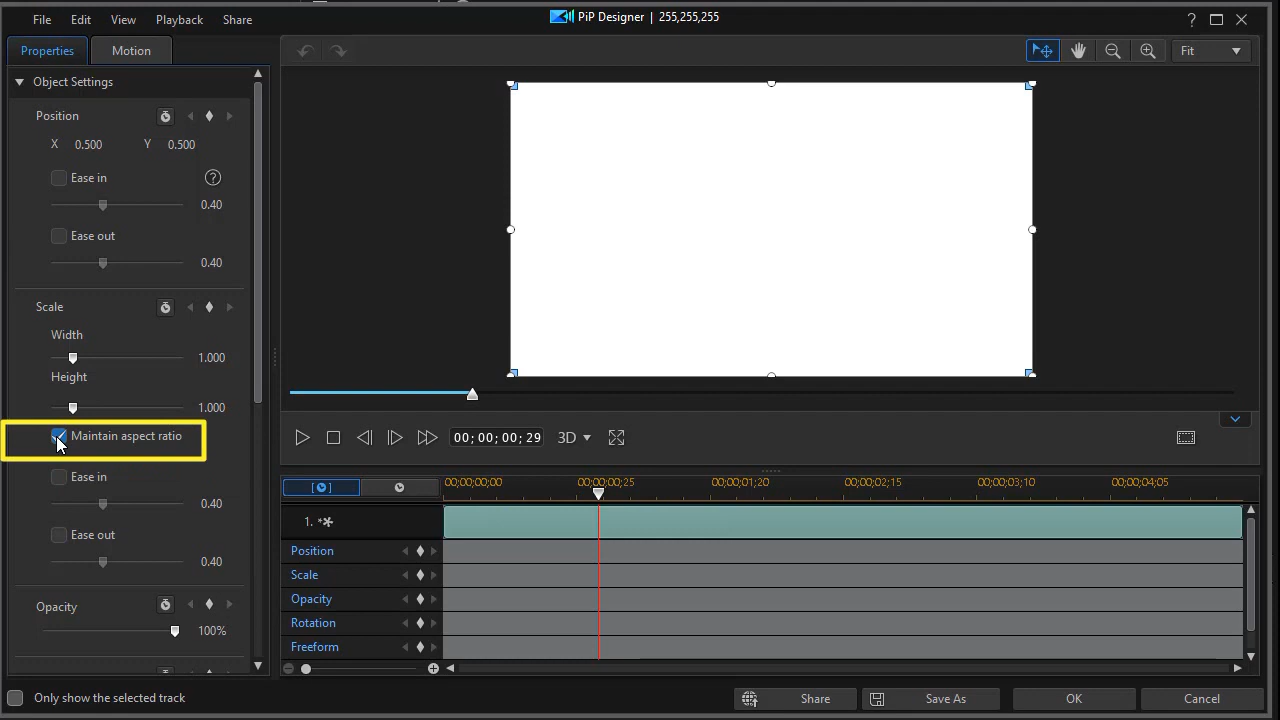 PiP Designer | 255,255,255
File Edit View Playback Share
?
Properties Motion
Fit
Object Settings
Position
X 0.500 Y 0.500
Ease in ?
0.40
Ease out
0.40
Scale
Width
1.000
Height
1.000
Maintain aspect ratio
Ease in
0.40
Ease out
0.40
Opacity
100%
00; 00; 00; 29 3D
00;00;00;00 00;00;00;25 00;00;01;20 00;00;02;15 00;00;03;10 00;00;04;05
1. *
Position
Scale
Opacity
Rotation
Freeform
Only show the selected track
Share Save As OK Cancel